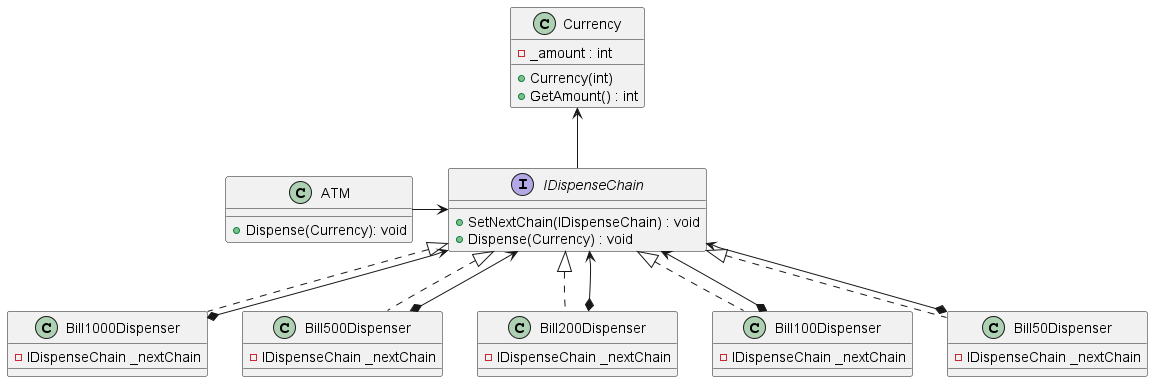 C Currency
_amount : int
Currency(int)
GetAmount() : int
C ATM
Dispense(Currency): void
I IDispenseChain
SetNextChain(IDispenseChain) : void
Dispense(Currency) : void
C Bill1000Dispenser
IDispenseChain _nextChain
C Bill500Dispenser
IDispenseChain _nextChain
C Bill200Dispenser
IDispenseChain _nextChain
C Bill100Dispenser
IDispenseChain _nextChain
C Bill50Dispenser
IDispenseChain _nextChain